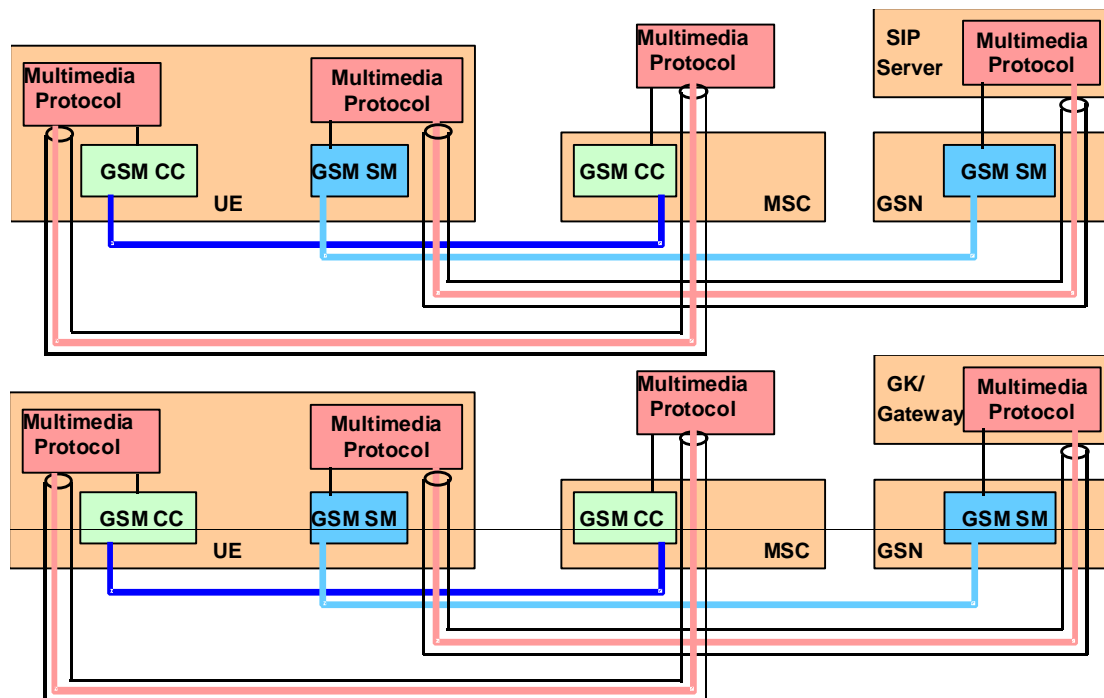 Multimedia
Protocol
Multimedia
Protocol
Multimedia
Protocol
SIP
Server
Multimedia
Protocol
GSM CC
GSM SM
UE
GSM CC
MSC
GSM SM
GSN
Multimedia
Protocol
Multimedia
Protocol
Multimedia
Protocol
GK/
Gateway
Multimedia
Protocol
GSM CC
GSM SM
UE
GSM CC
MSC
GSM SM
GSN